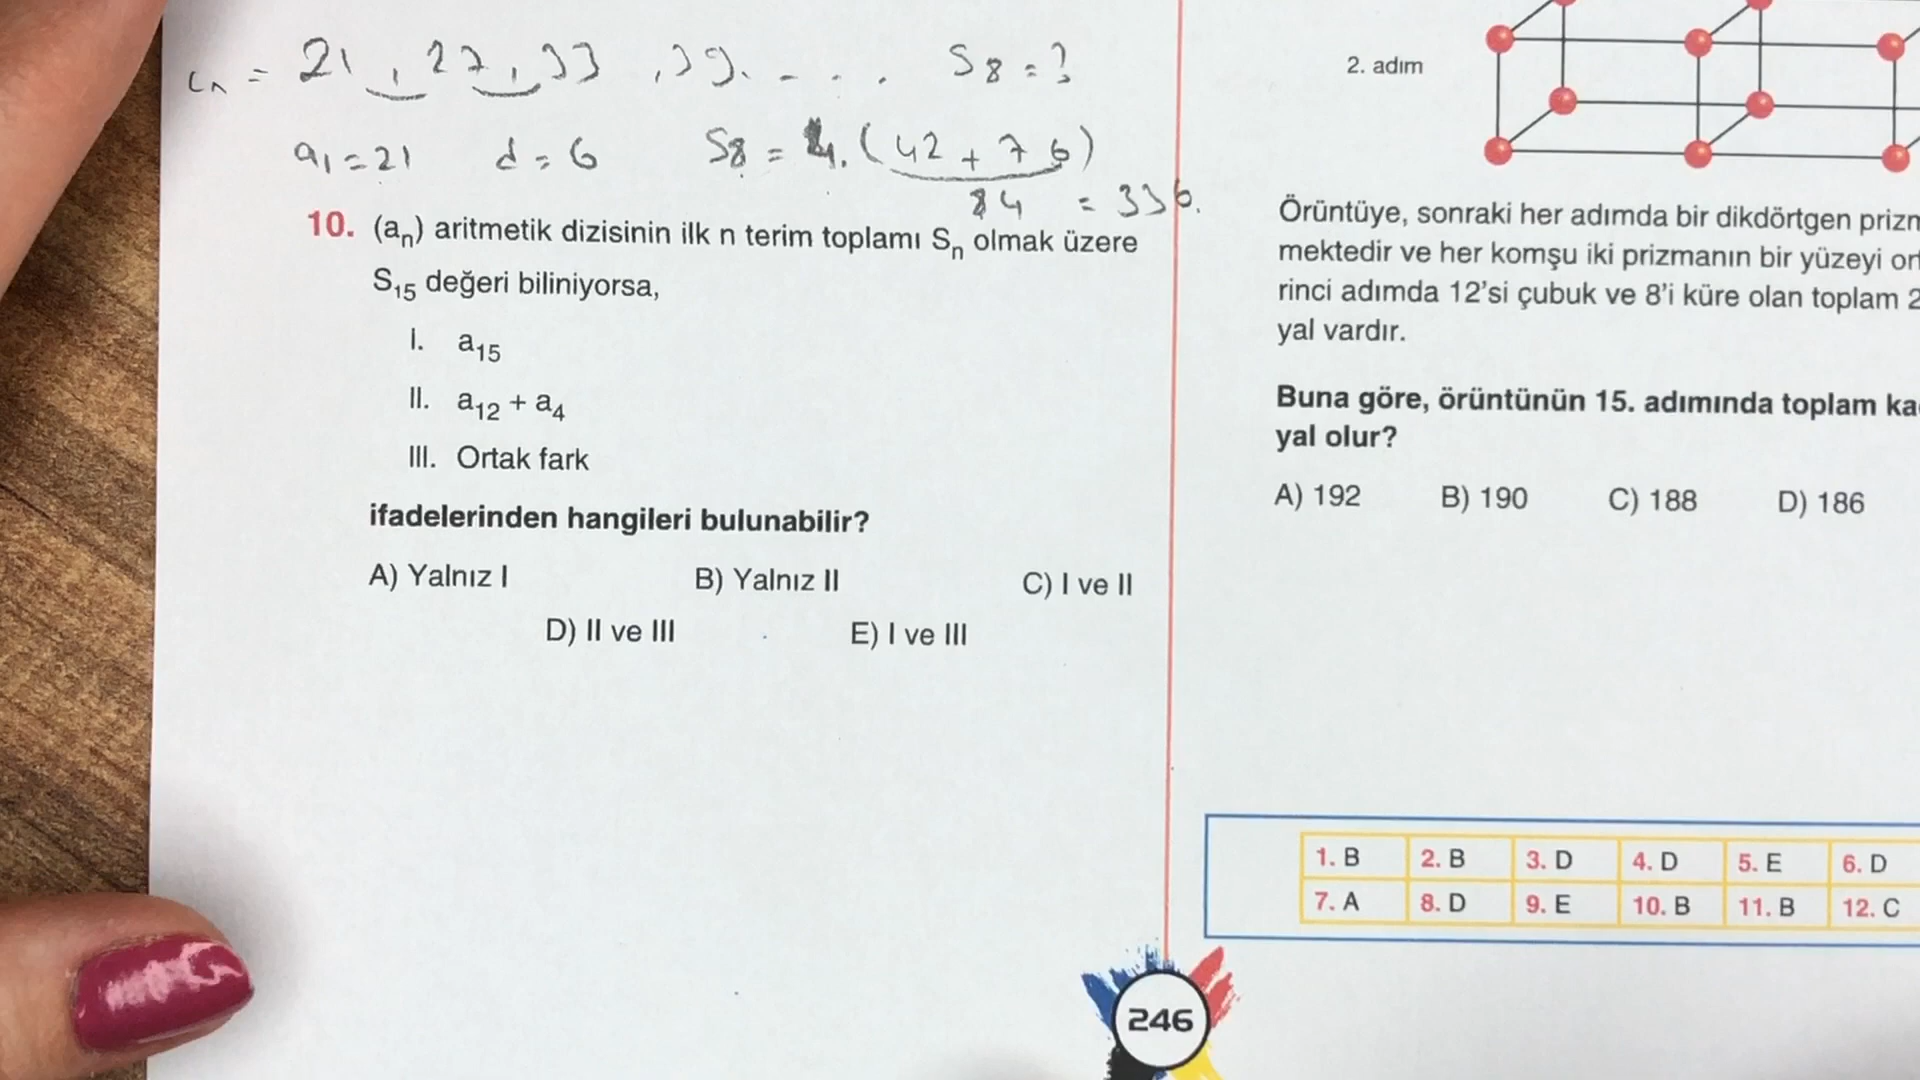 cn = 21, 27, 33, 39. - . . S8 = ?
a1 = 21 d = 6 S8 = 4. (42 + 7 6)
84 = 336.
10. (an) aritmetik dizisinin ilk n terim toplamı Sn olmak üzere
S15 değeri biliniyorsa,
I. a15
II. a12 + a4
III. Ortak fark
ifadelerinden hangileri bulunabilir?
A) Yalnız I B) Yalnız II C) I ve II
D) II ve III E) I ve III
2. adım
Örüntüye, sonraki her adımda bir dikdörtgen prizm
mektedir ve her komşu iki prizmanın bir yüzeyi or
rinci adımda 12'si çubuk ve 8'i küre olan toplam 2
yal vardır.
Buna göre, örüntünün 15. adımında toplam ka
yal olur?
A) 192 B) 190 C) 188 D) 186
1. B 2. B 3. D 4. D 5. E 6. D
7. A 8. D 9. E 10. B 11. B 12. C
246